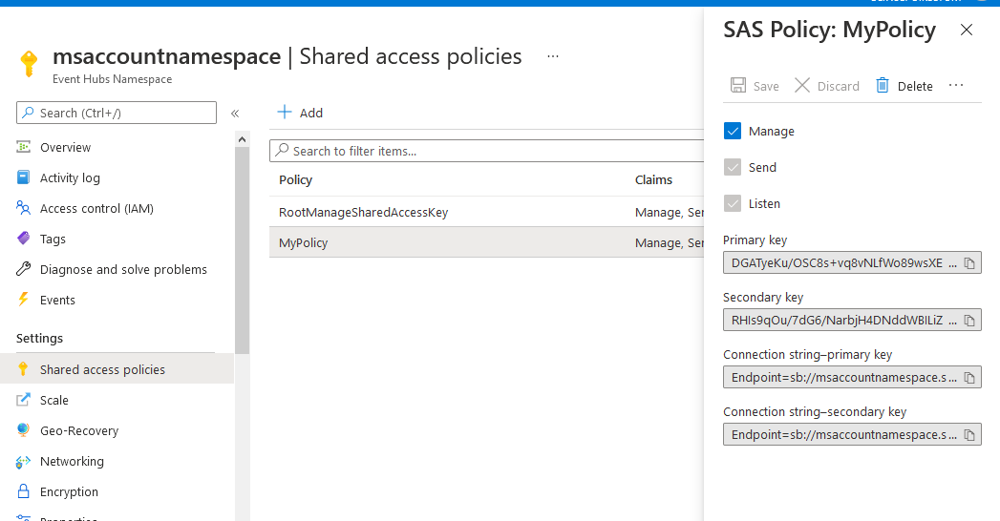 msaccountnamespace | Shared access policies ...
Event Hubs Namespace
Search (Ctrl+/)
«
Overview
Activity log
Access control (IAM)
Tags
Diagnose and solve problems
Events
Settings
Shared access policies
Scale
Geo-Recovery
Networking
Encryption
Add
Search to filter items...
Policy Claims
RootManageSharedAccessKey Manage, Ser
MyPolicy Manage, Ser
SAS Policy: MyPolicy
Save Discard Delete ...
Manage
Send
Listen
Primary key
DGATyeKu/OSC8s+vq8vNLfWo89wsXE ...
Secondary key
RHIs9qOu/7dG6/NarbjH4DNddWBILiZ ...
Connection string–primary key
Endpoint=sb://msaccountnamespace.s ...
Connection string–secondary key
Endpoint=sb://msaccountnamespace.s ...